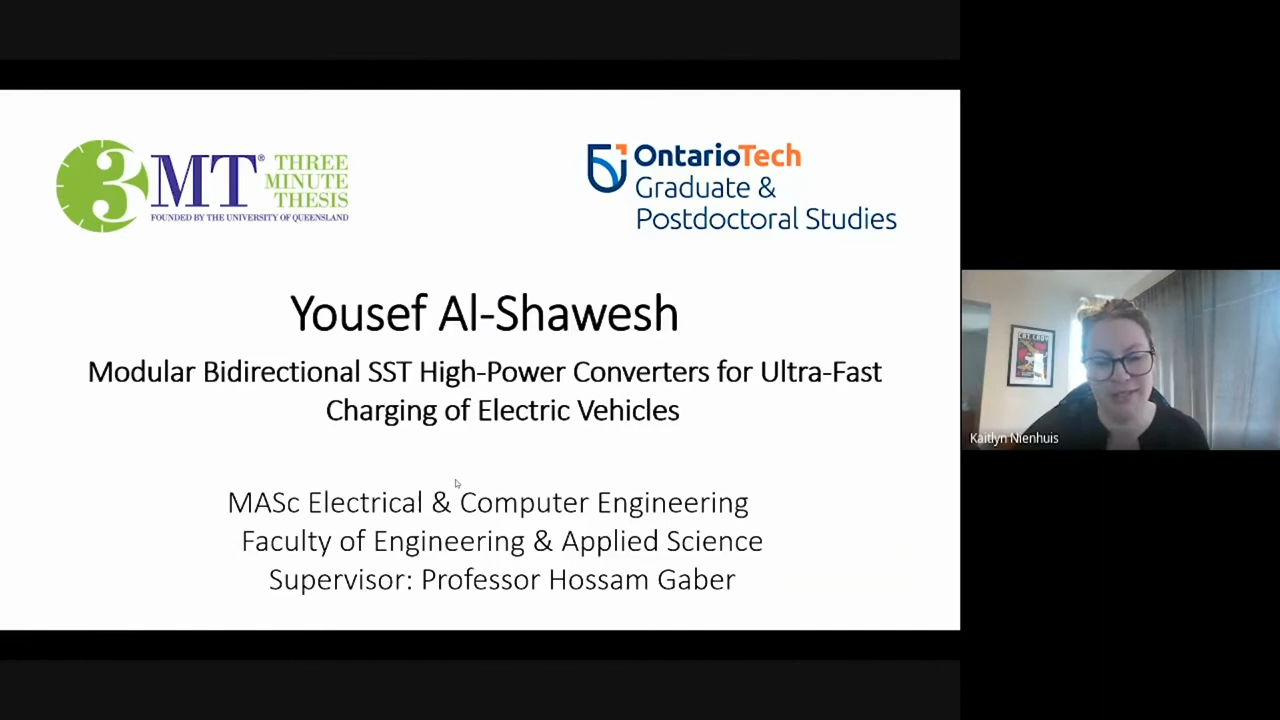 3MT® THREE
MINUTE
THESIS
FOUNDED BY THE UNIVERSITY OF QUEENSLAND
OntarioTech
Graduate &
Postdoctoral Studies
Yousef Al-Shawesh
Modular Bidirectional SST High-Power Converters for Ultra-Fast
Charging of Electric Vehicles
MASc Electrical & Computer Engineering
Faculty of Engineering & Applied Science
Supervisor: Professor Hossam Gaber
CAT LADY
Kaitlyn Nienhuis